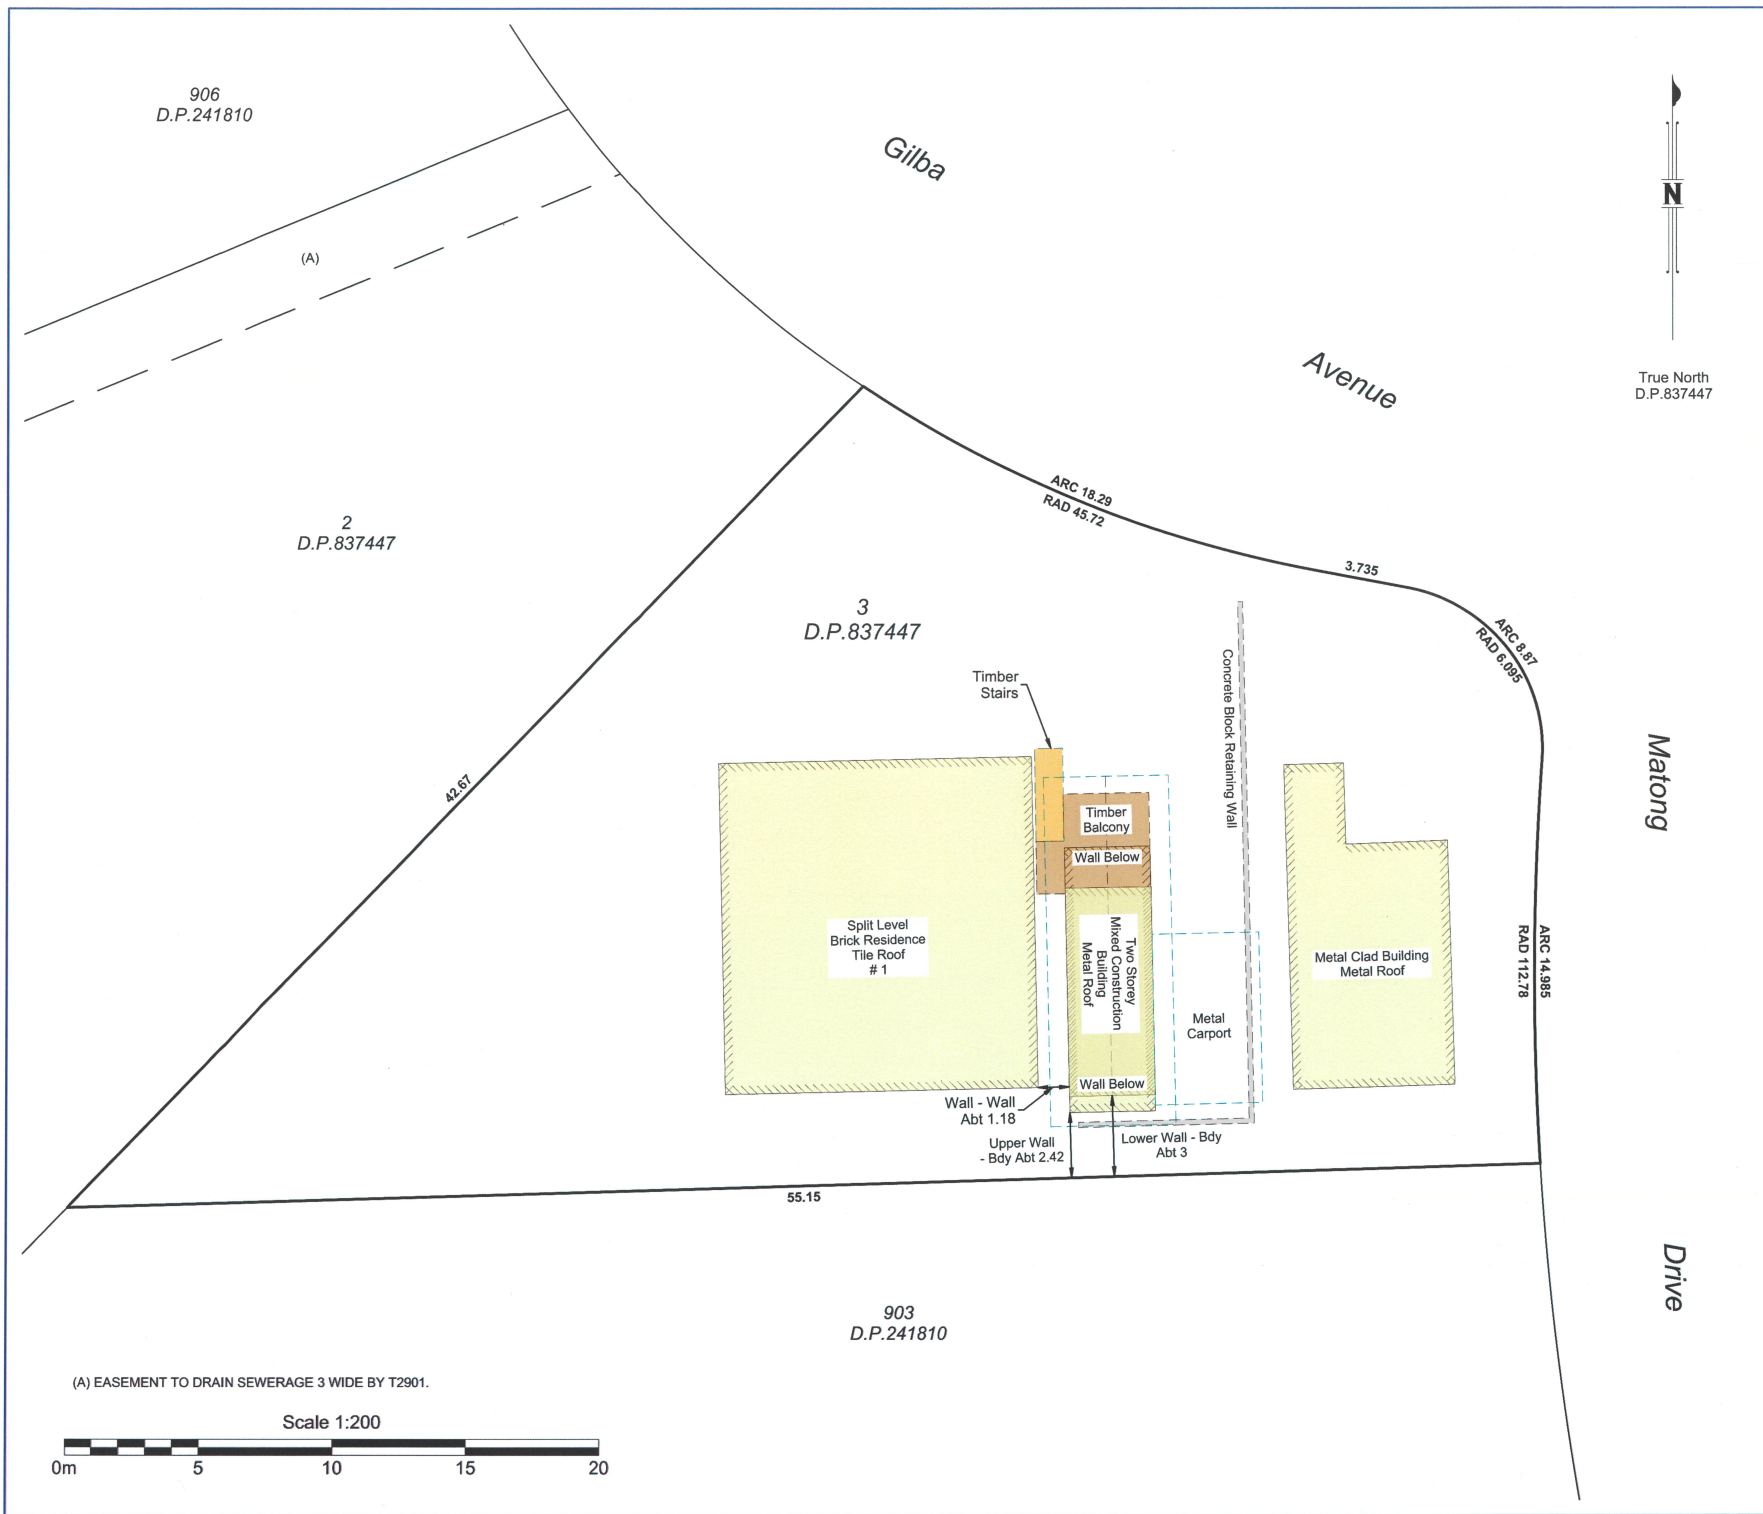 906
D.P.241810
Gilba
N
(A)
Avenue
True North
D.P.837447
ARC 18.29
RAD 45.72
2
D.P.837447
3.735
3
D.P.837447
ARC 8.87
RAD 6.095
Timber
Stairs
Concrete Block Retaining Wall
Matong
42.67
Timber
Balcony
Wall Below
Split Level
Brick Residence
Tile Roof
# 1
Two Storey
Mixed Construction
Building
Metal Roof
Metal Clad Building
Metal Roof
ARC 14.985
RAD 112.78
Metal
Carport
Wall Below
Wall - Wall
Abt 1.18
Upper Wall
- Bdy Abt 2.42
Lower Wall - Bdy
Abt 3
55.15
Drive
903
D.P.241810
(A) EASEMENT TO DRAIN SEWERAGE 3 WIDE BY T2901.
Scale 1:200
0m 5 10 15 20